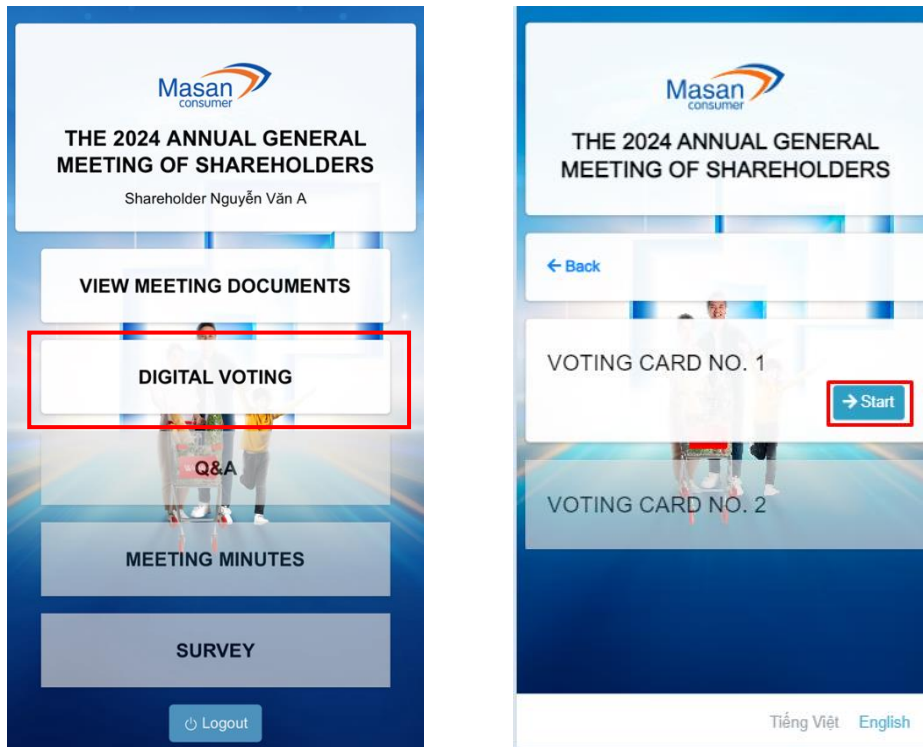 Masan
consumer
THE 2024 ANNUAL GENERAL
MEETING OF SHAREHOLDERS
Shareholder Nguyễn Văn A
VIEW MEETING DOCUMENTS
DIGITAL VOTING
Q&A
MEETING MINUTES
SURVEY
Logout
Masan
consumer
THE 2024 ANNUAL GENERAL
MEETING OF SHAREHOLDERS
Back
VOTING CARD NO. 1
Start
VOTING CARD NO. 2
Tiếng Việt English